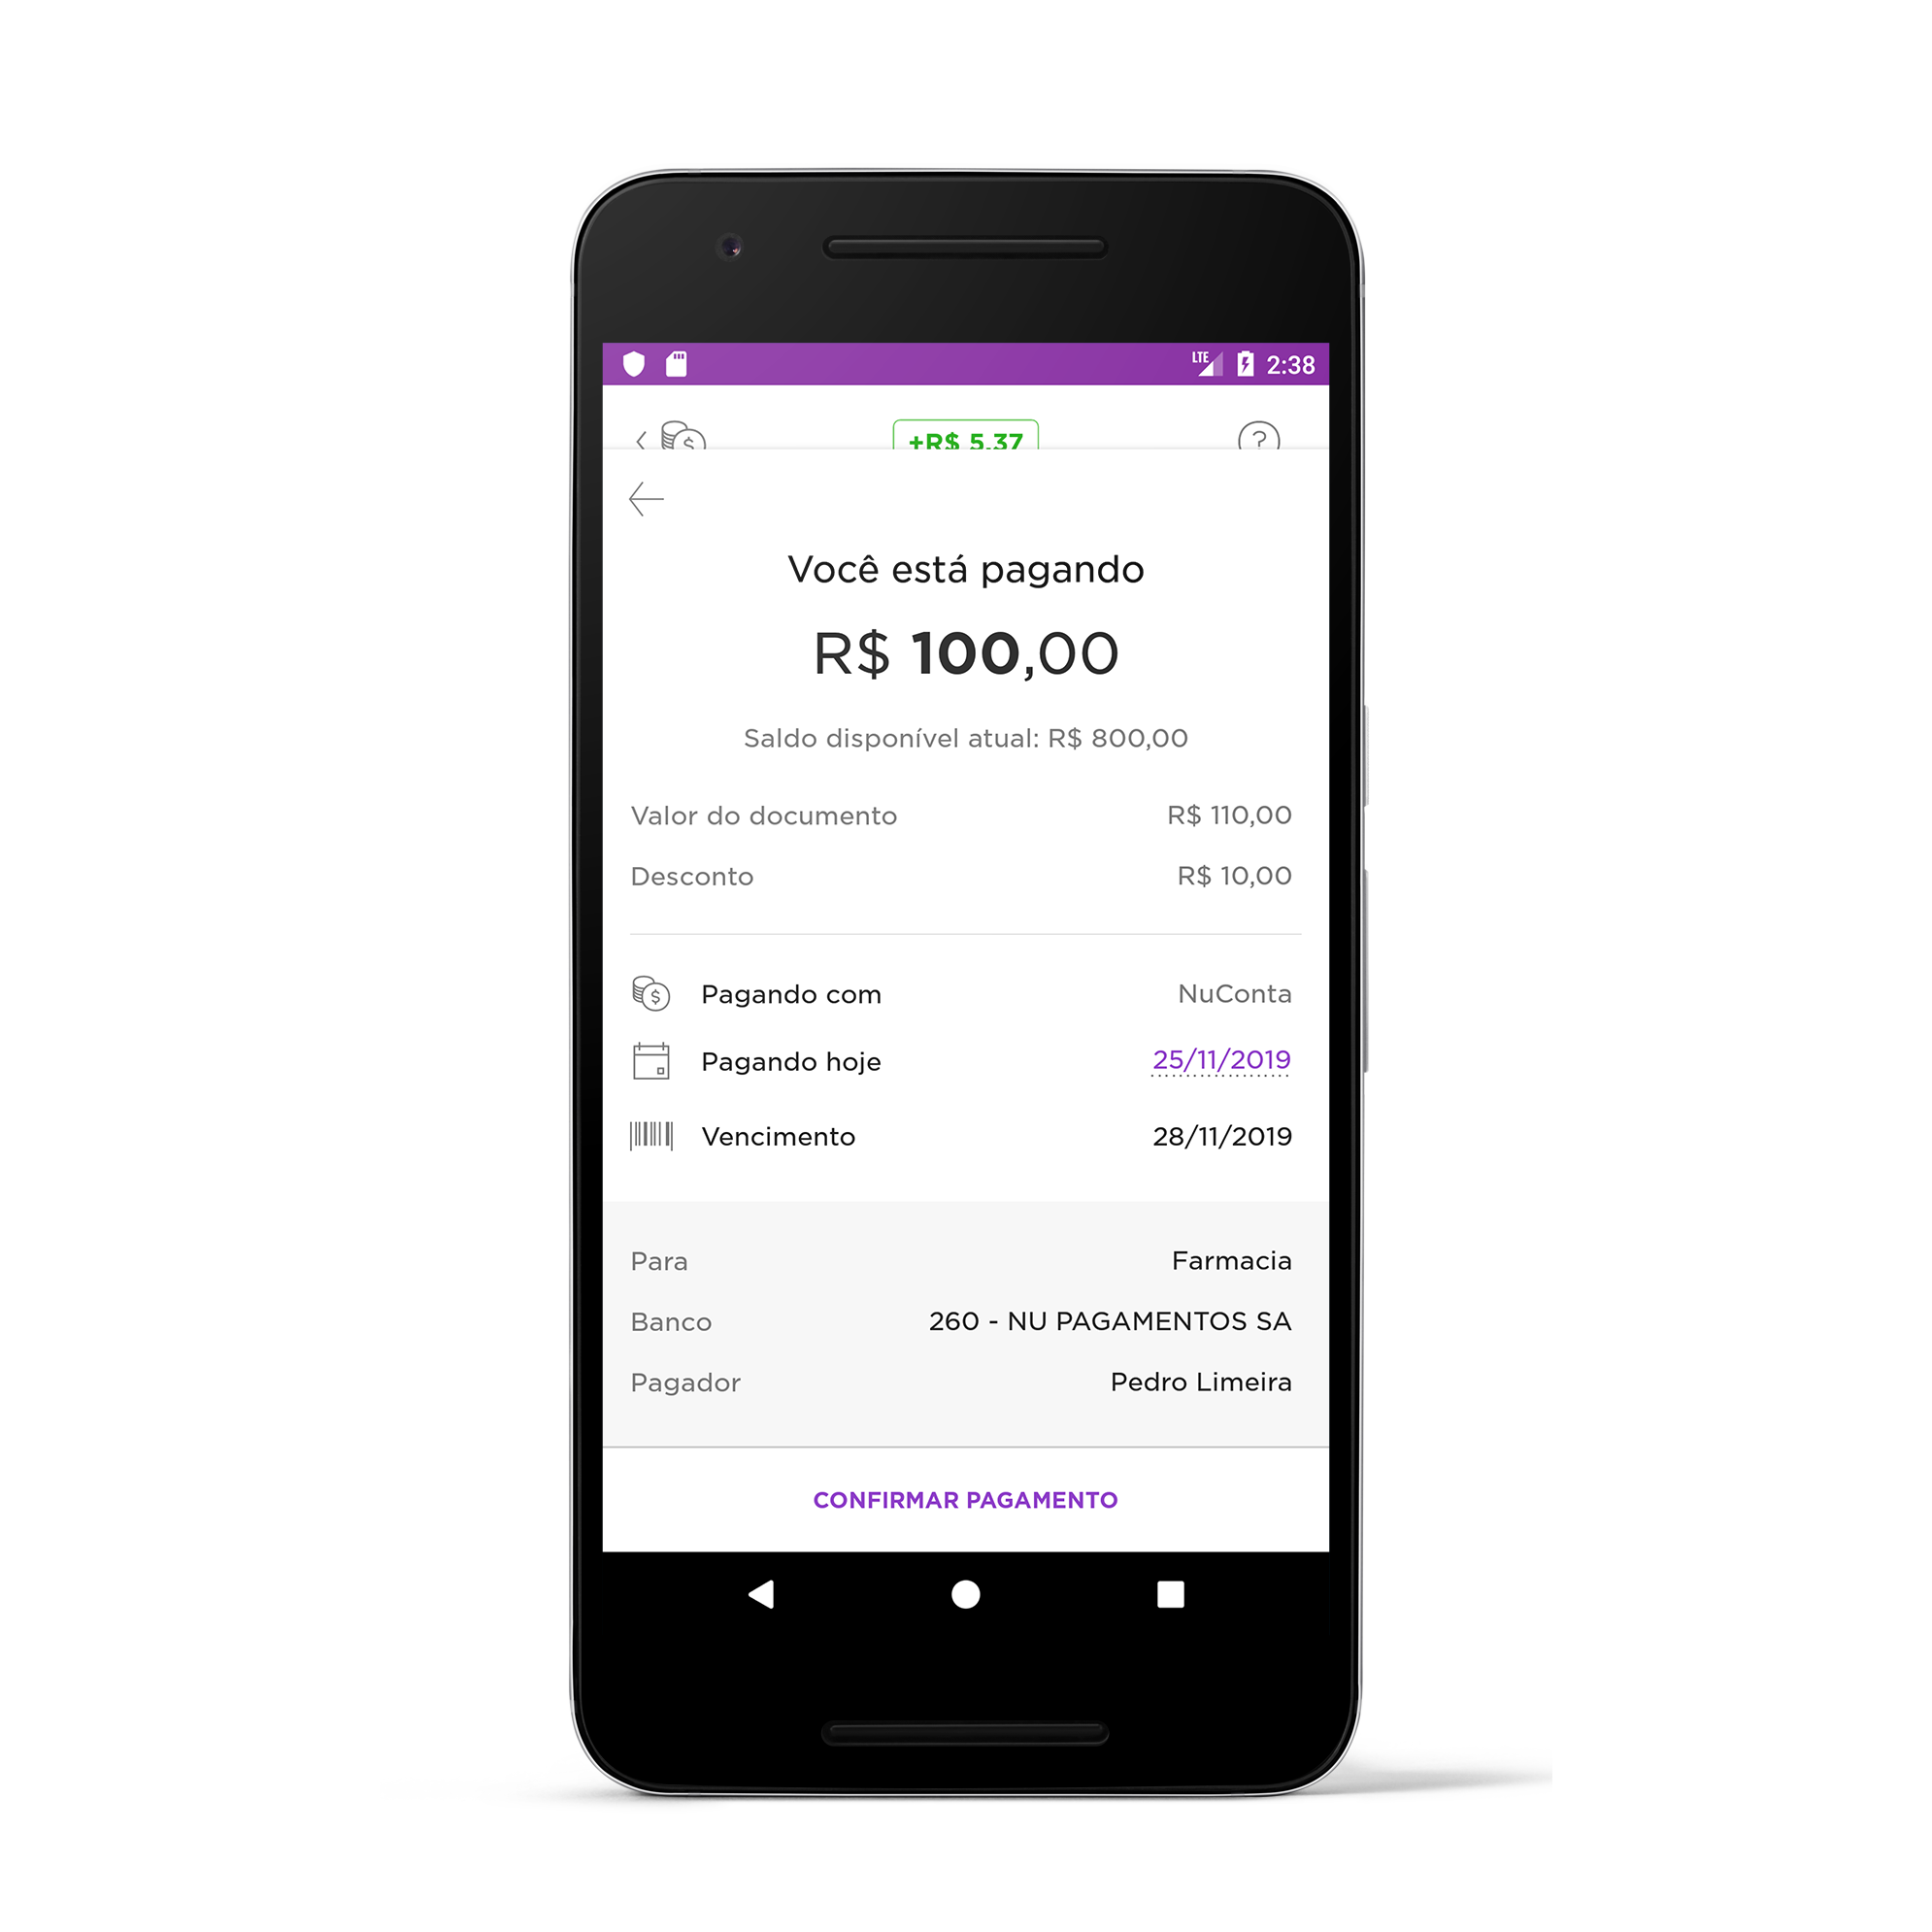 LTE 2:38
+R$ 5,37
Você está pagando
R$ 100,00
Saldo disponível atual: R$ 800,00
Valor do documento R$ 110,00
Desconto R$ 10,00
Pagando com NuConta
Pagando hoje 25/11/2019
Vencimento 28/11/2019
Para Farmacia
Banco 260 - NU PAGAMENTOS SA
Pagador Pedro Limeira
CONFIRMAR PAGAMENTO